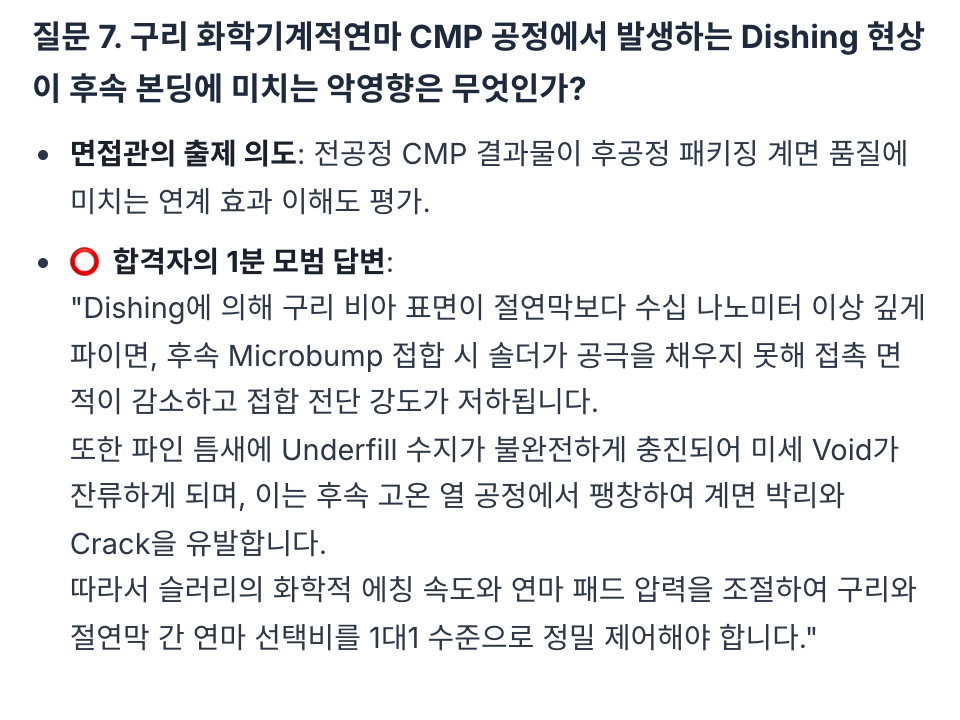 질문 7. 구리 화학기계적연마 CMP 공정에서 발생하는 Dishing 현상
이 후속 본딩에 미치는 악영향은 무엇인가?
• 면접관의 출제 의도: 전공정 CMP 결과물이 후공정 패키징 계면 품질에
미치는 연계 효과 이해도 평가.
• ⭕ 합격자의 1분 모범 답변:
"Dishing에 의해 구리 비아 표면이 절연막보다 수십 나노미터 이상 깊게
파이면, 후속 Microbump 접합 시 솔더가 공극을 채우지 못해 접촉 면
적이 감소하고 접합 전단 강도가 저하됩니다.
또한 파인 틈새에 Underfill 수지가 불완전하게 충진되어 미세 Void가
잔류하게 되며, 이는 후속 고온 열 공정에서 팽창하여 계면 박리와
Crack을 유발합니다.
따라서 슬러리의 화학적 에칭 속도와 연마 패드 압력을 조절하여 구리와
절연막 간 연마 선택비를 1대1 수준으로 정밀 제어해야 합니다."